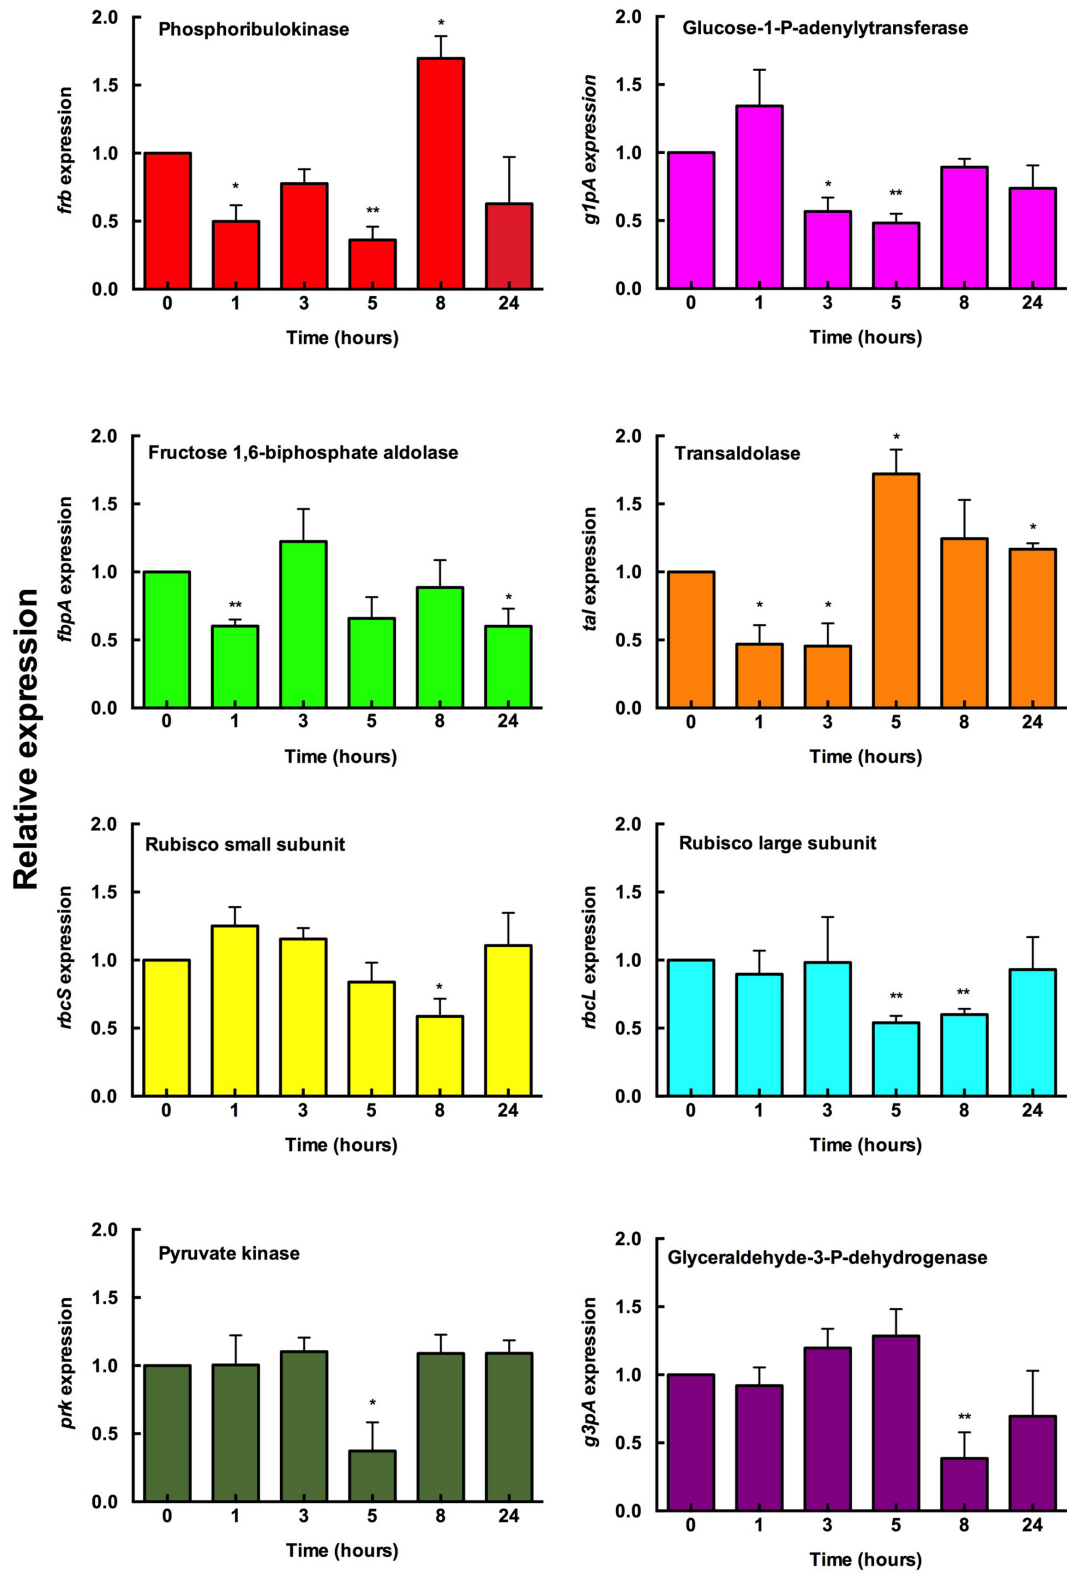 Relative expression
Phosphoribulokinase
frb expression
2.0
1.5
1.0
0.5
0.0
*
**
*
0 1 3 5 8 24
Time (hours)
Glucose-1-P-adenylytransferase
g1pA expression
2.0
1.5
1.0
0.5
0.0
*
**
0 1 3 5 8 24
Time (hours)
Fructose 1,6-biphosphate aldolase
fbpA expression
2.0
1.5
1.0
0.5
0.0
**
*
0 1 3 5 8 24
Time (hours)
Transaldolase
tal expression
2.0
1.5
1.0
0.5
0.0
*
*
*
*
0 1 3 5 8 24
Time (hours)
Rubisco small subunit
rbcS expression
2.0
1.5
1.0
0.5
0.0
*
0 1 3 5 8 24
Time (hours)
Rubisco large subunit
rbcL expression
2.0
1.5
1.0
0.5
0.0
**
**
0 1 3 5 8 24
Time (hours)
Pyruvate kinase
prk expression
2.0
1.5
1.0
0.5
0.0
*
0 1 3 5 8 24
Time (hours)
Glyceraldehyde-3-P-dehydrogenase
g3pA expression
2.0
1.5
1.0
0.5
0.0
**
0 1 3 5 8 24
Time (hours)